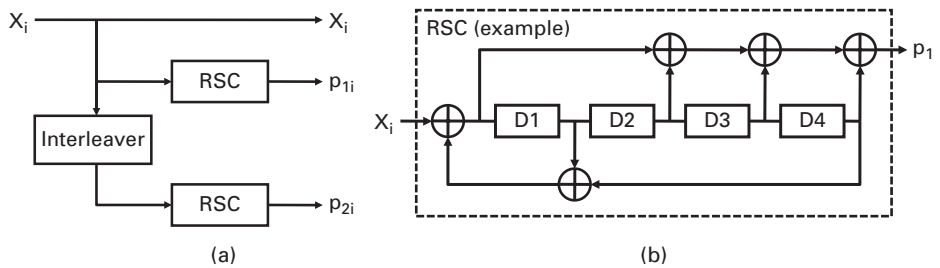 Xi Xi
RSC p1i
Interleaver
RSC p2i
(a)
RSC (example)
p1
Xi D1 D2 D3 D4
(b)